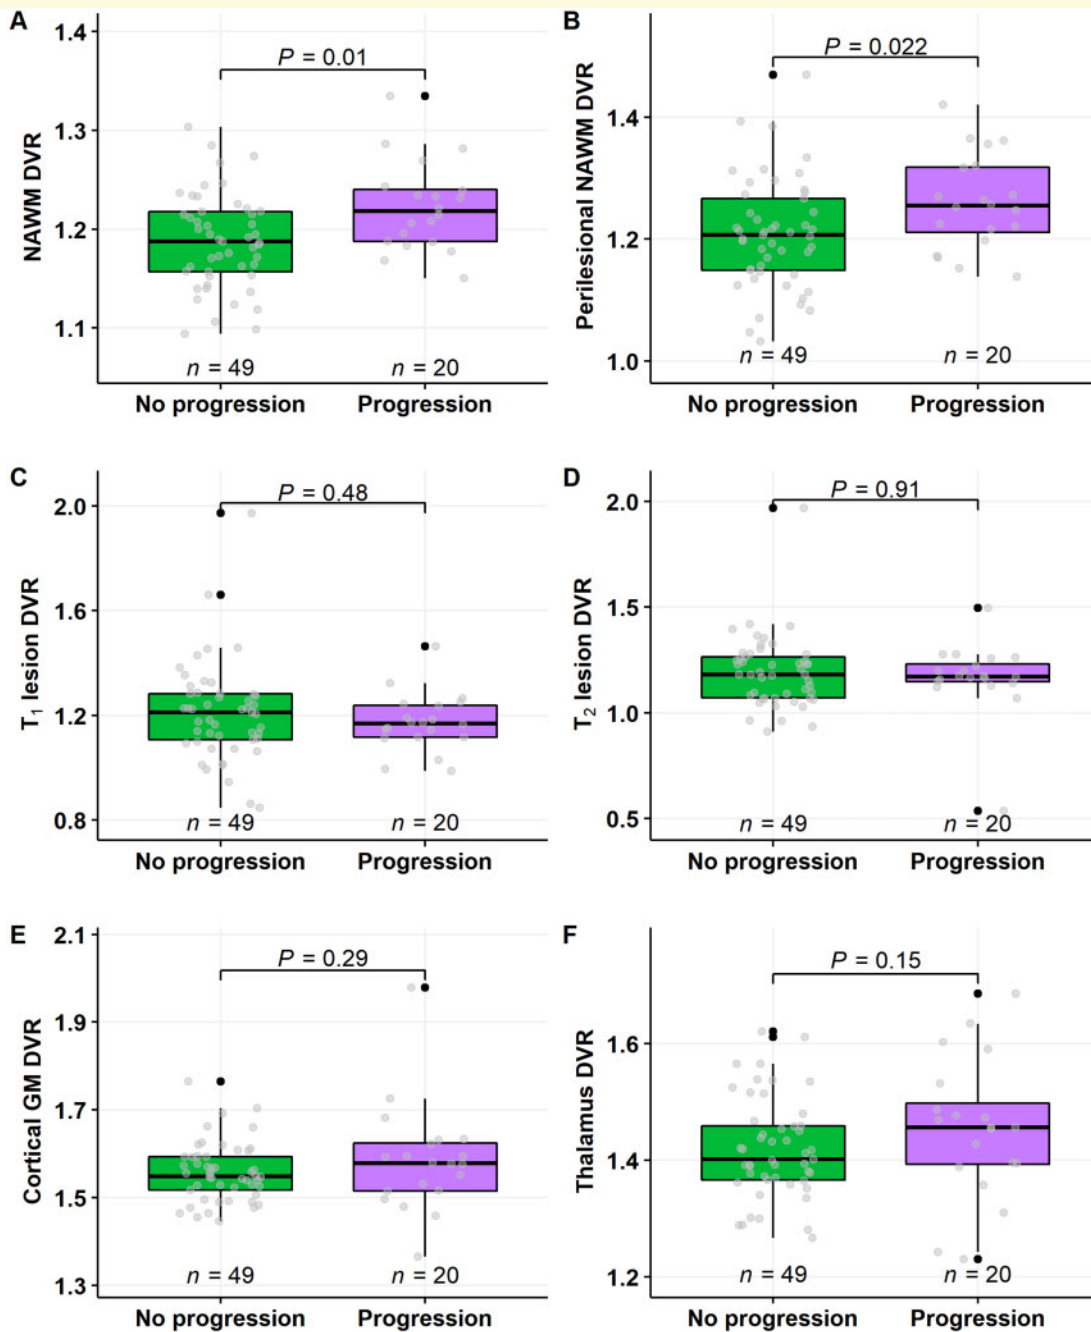 A
NAWM DVR
1.4
1.3
1.2
1.1
P = 0.01
n = 49
n = 20
No progression
Progression
B
Perilesional NAWM DVR
1.4
1.2
1.0
P = 0.022
n = 49
n = 20
No progression
Progression
C
T₁ lesion DVR
2.0
1.6
1.2
0.8
P = 0.48
n = 49
n = 20
No progression
Progression
D
T₂ lesion DVR
2.0
1.5
1.0
0.5
P = 0.91
n = 49
n = 20
No progression
Progression
E
Cortical GM DVR
2.1
1.9
1.7
1.5
1.3
P = 0.29
n = 49
n = 20
No progression
Progression
F
Thalamus DVR
1.6
1.4
1.2
P = 0.15
n = 49
n = 20
No progression
Progression